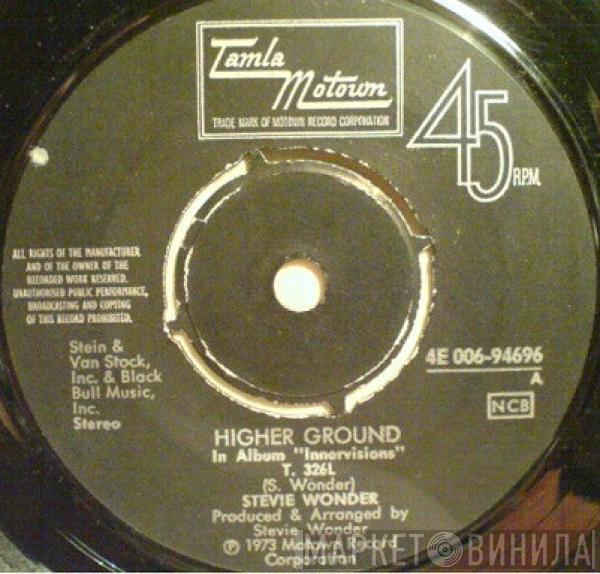 Tamla
Motown
TRADE MARK OF MOTOWN RECORD CORPORATION
45
R.P.M.
ALL RIGHTS OF THE MANUFACTURER
AND OF THE OWNER OF THE
RECORDED WORK RESERVED.
UNAUTHORISED PUBLIC PERFORMANCE,
BROADCASTING AND COPYING
OF THIS RECORD PROHIBITED.
Stein &
Van Stock,
Inc. & Black
Bull Music,
Inc.
Stereo
4E 006-94696
A
NCB
HIGHER GROUND
In Album "Innervisions"
T. 326L
(S. Wonder)
STEVIE WONDER
Produced & Arranged by
Stevie Wonder
℗ 1973 Motown Record
Corporation
МАРКЕТ ВИНИЛА